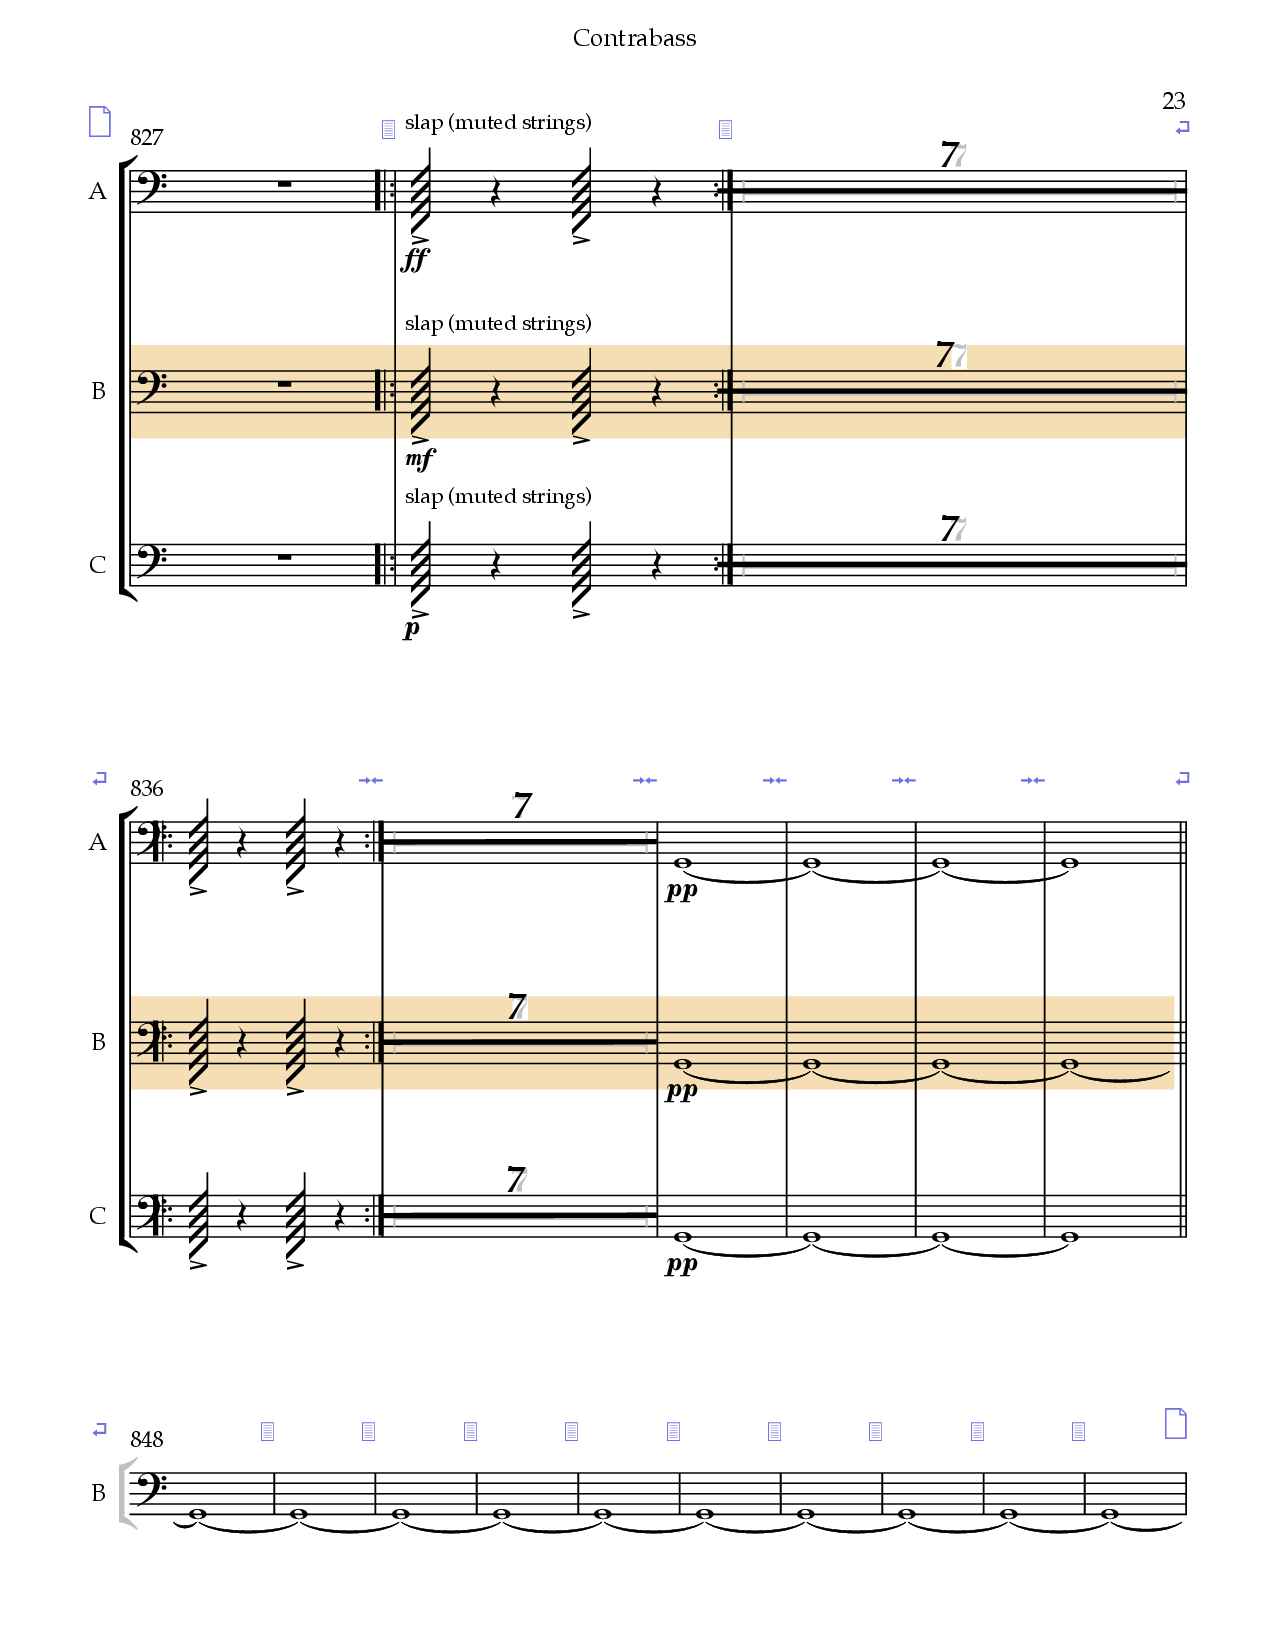 Contrabass
23
827
slap (muted strings)
A
7
ff
slap (muted strings)
B
7
mf
slap (muted strings)
C
7
p
836
A
7
pp
B
7
pp
C
7
pp
848
B